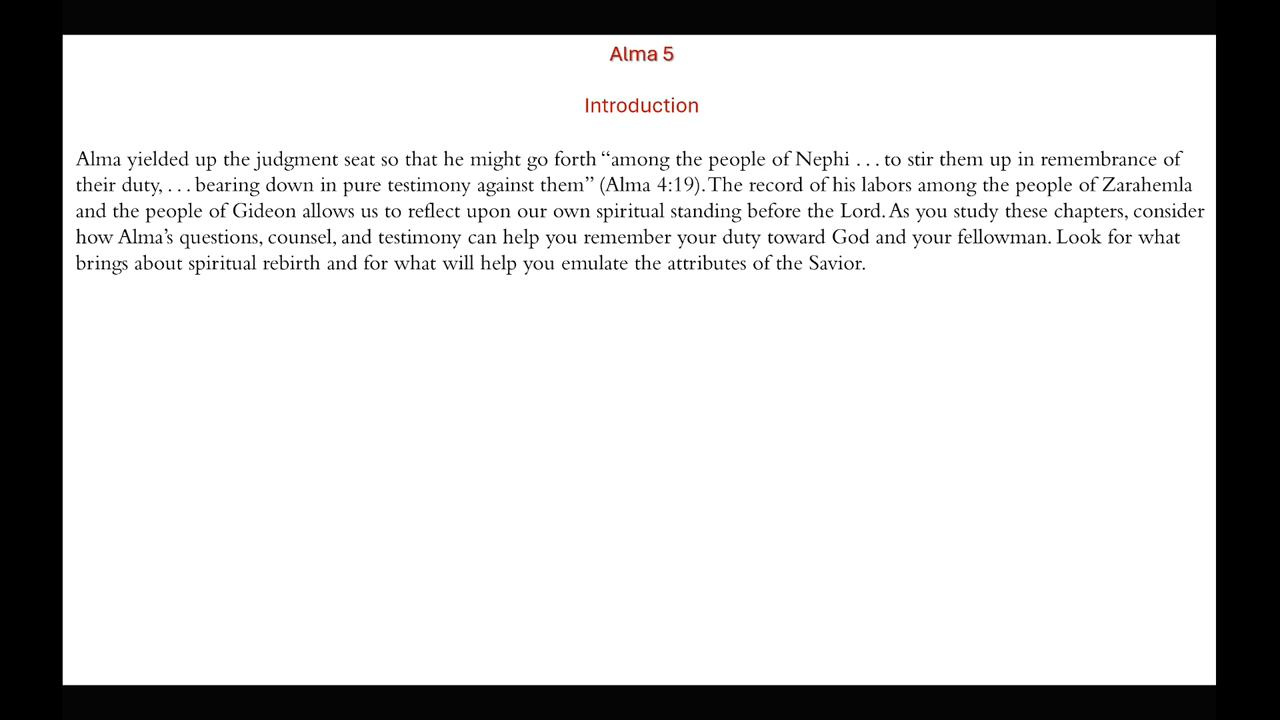 Alma 5
Introduction
Alma yielded up the judgment seat so that he might go forth “among the people of Nephi . . . to stir them up in remembrance of
their duty, . . . bearing down in pure testimony against them” (Alma 4:19). The record of his labors among the people of Zarahemla
and the people of Gideon allows us to reflect upon our own spiritual standing before the Lord. As you study these chapters, consider
how Alma’s questions, counsel, and testimony can help you remember your duty toward God and your fellowman. Look for what
brings about spiritual rebirth and for what will help you emulate the attributes of the Savior.